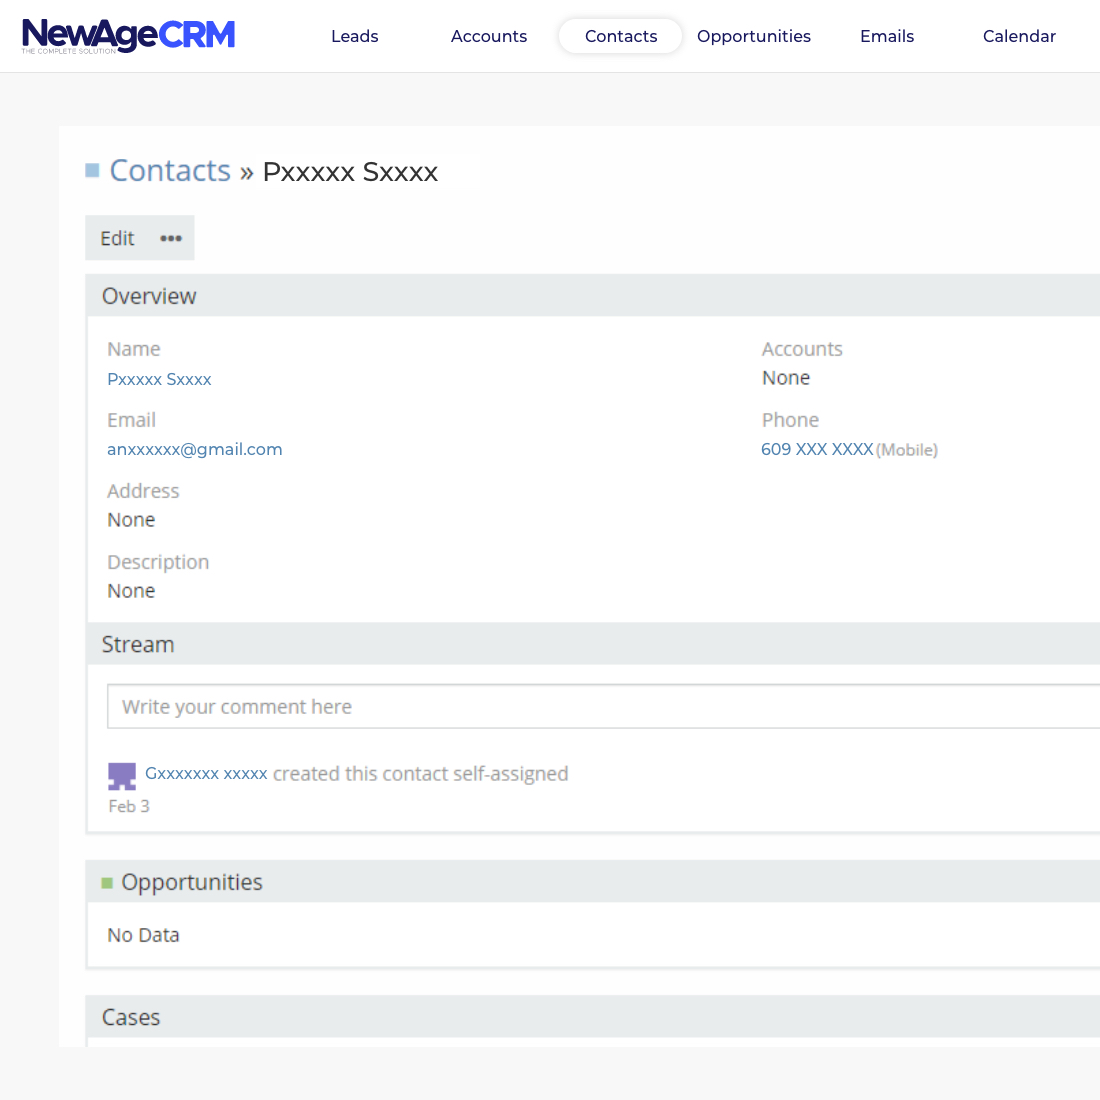 NewAgeCRM
THE COMPLETE SOLUTION
Leads Accounts Contacts Opportunities Emails Calendar
Contacts » Pxxxxx Sxxxx
Edit •••
Overview
Name Accounts
Pxxxxx Sxxxx None
Email Phone
anxxxxxx@gmail.com 609 XXX XXXX (Mobile)
Address
None
Description
None
Stream
Write your comment here
Gxxxxxxx xxxxx created this contact self-assigned
Feb 3
Opportunities
No Data
Cases